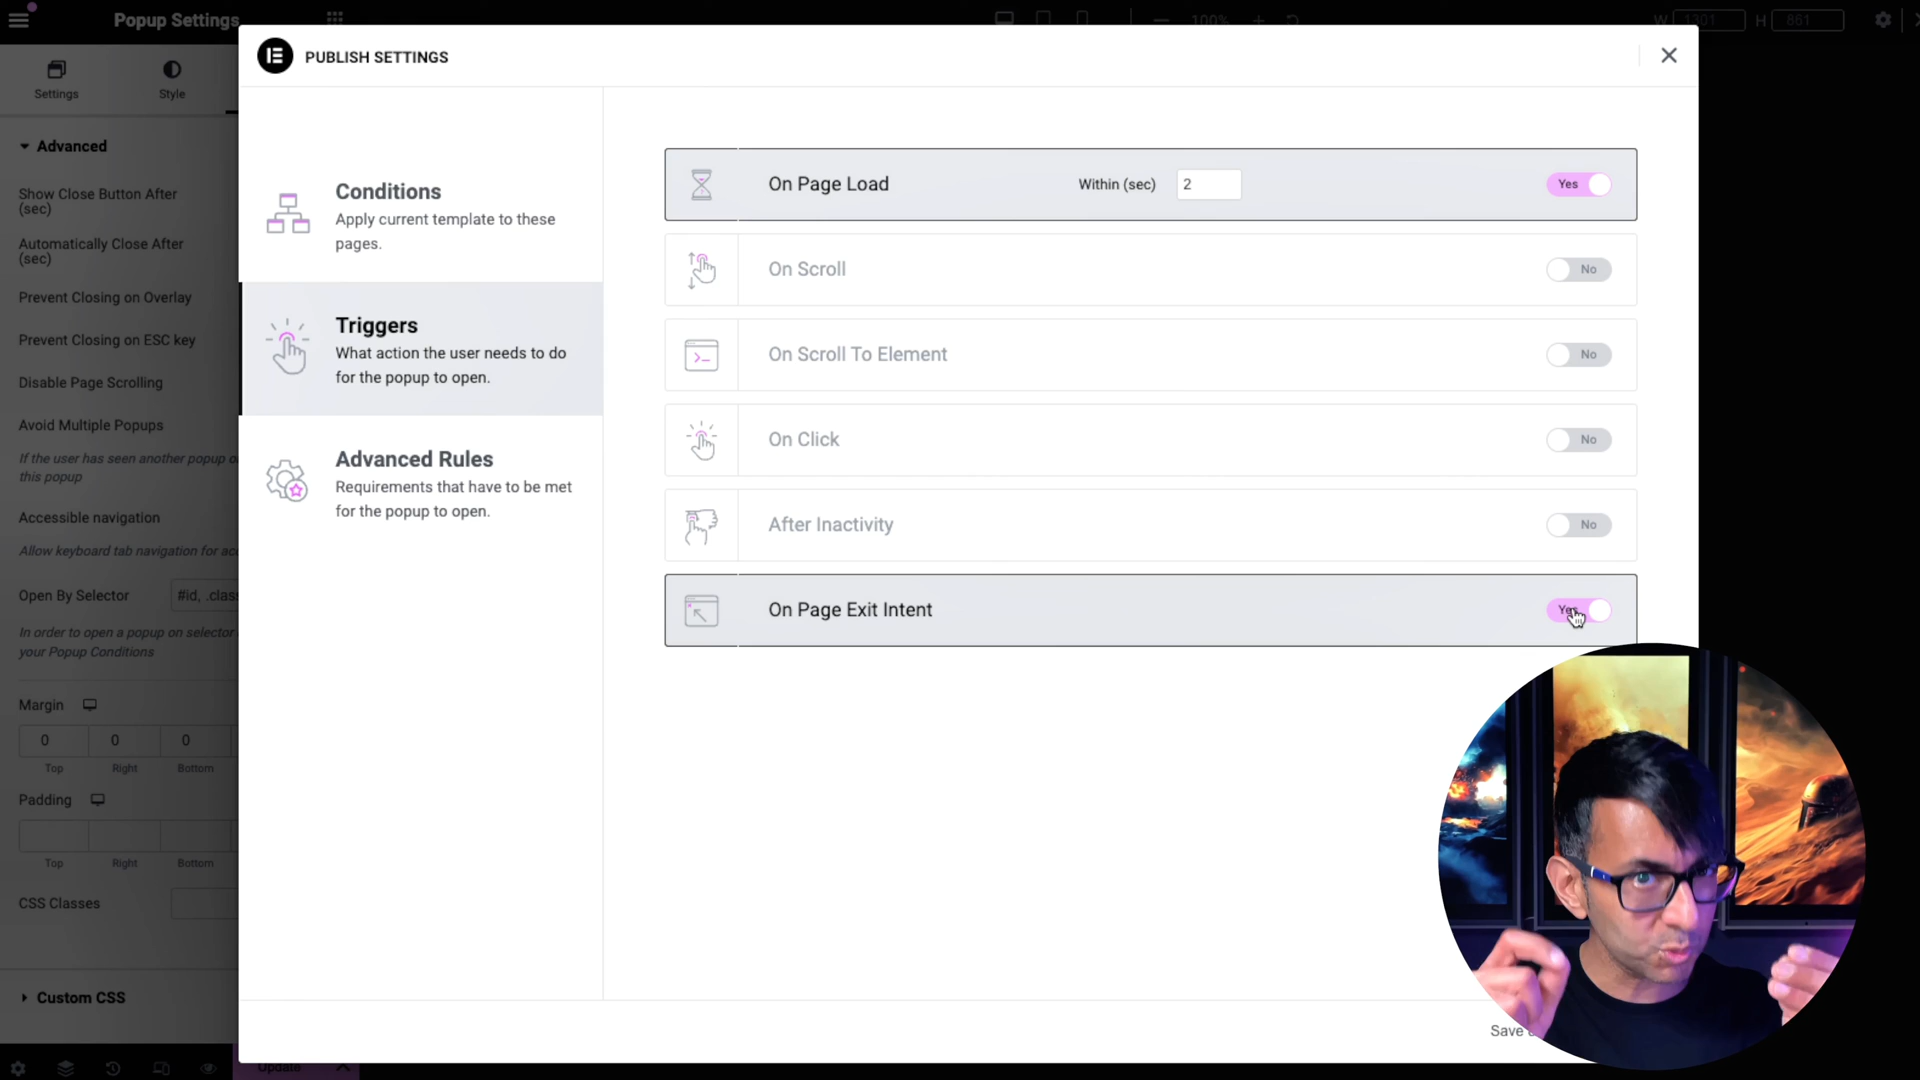 Popup Settings
100%
W 1301 H 861
PUBLISH SETTINGS
Settings
Style
Advanced
Show Close Button After
(sec)
Automatically Close After
(sec)
Prevent Closing on Overlay
Prevent Closing on ESC key
Disable Page Scrolling
Avoid Multiple Popups
If the user has seen another popup
this popup
Accessible navigation
Allow keyboard tab navigation for
Open By Selector
#id, .class
In order to open a popup on selector
your Popup Conditions
Margin
0 0 0
Top Right Bottom
Padding
Top Right Bottom
CSS Classes
Custom CSS
Update
Conditions
Apply current template to these
pages.
Triggers
What action the user needs to do
for the popup to open.
Advanced Rules
Requirements that have to be met
for the popup to open.
On Page Load Within (sec) 2 Yes
On Scroll No
On Scroll To Element No
On Click No
After Inactivity No
On Page Exit Intent Yes
Save